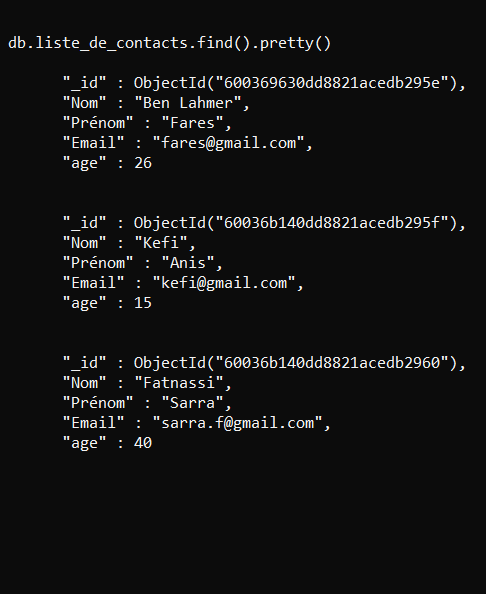 db.liste_de_contacts.find().pretty()
"_id" : ObjectId("600369630dd8821acedb295e"),
"Nom" : "Ben Lahmer",
"Prénom" : "Fares",
"Email" : "fares@gmail.com",
"age" : 26
"_id" : ObjectId("60036b140dd8821acedb295f"),
"Nom" : "Kefi",
"Prénom" : "Anis",
"Email" : "kefi@gmail.com",
"age" : 15
"_id" : ObjectId("60036b140dd8821acedb2960"),
"Nom" : "Fatnassi",
"Prénom" : "Sarra",
"Email" : "sarra.f@gmail.com",
"age" : 40